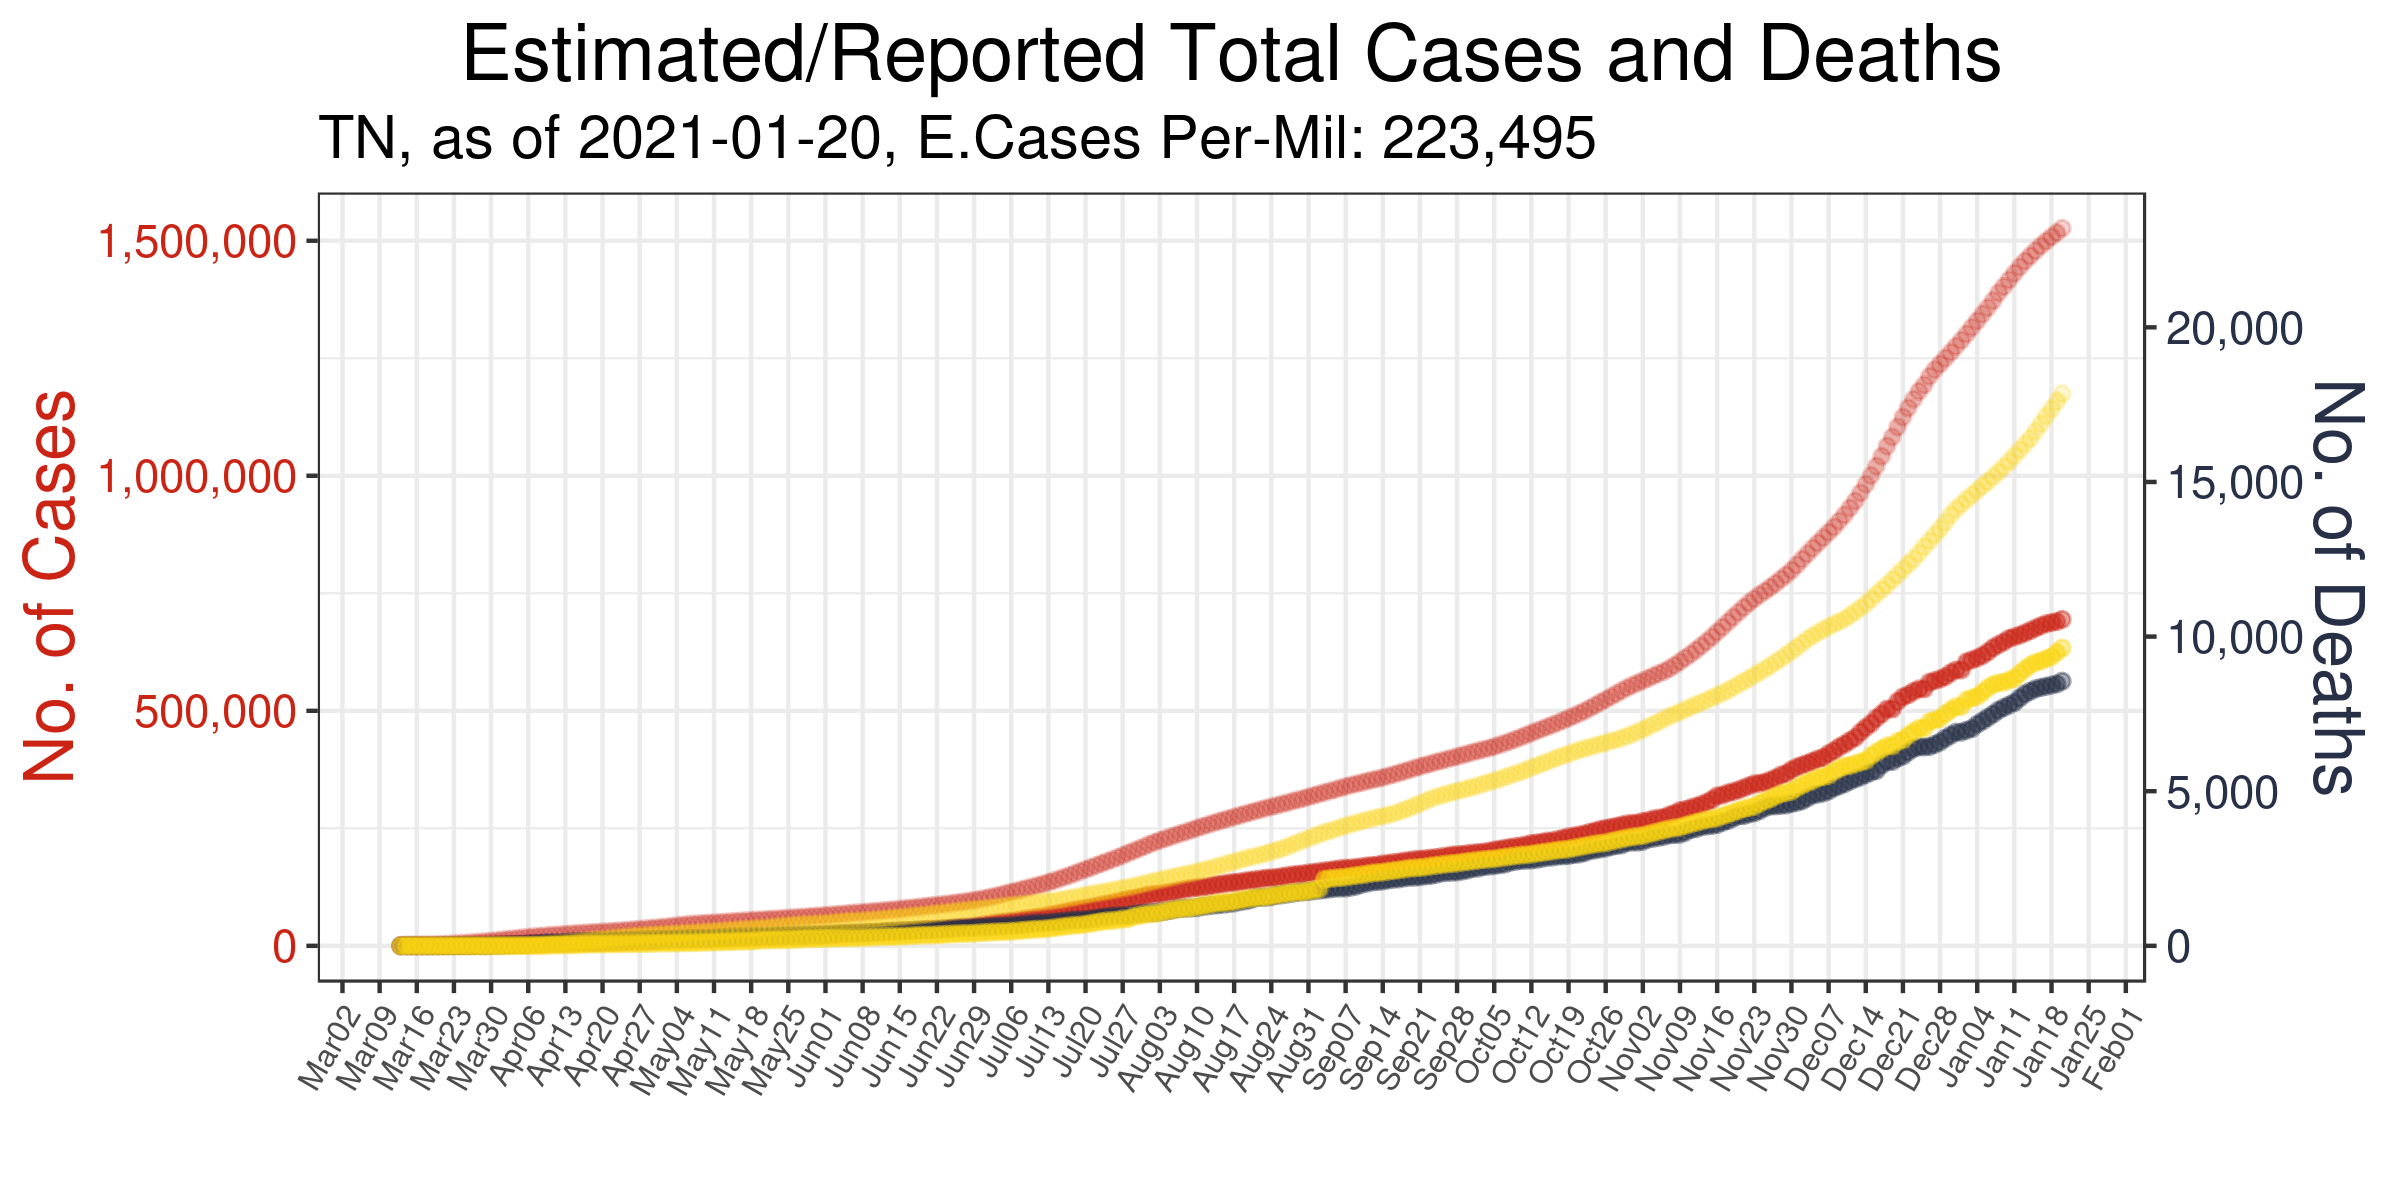 Estimated/Reported Total Cases and Deaths
TN, as of 2021-01-20, E.Cases Per-Mil: 223,495
No. of Cases
1,500,000
1,000,000
500,000
0
20,000
15,000
10,000
5,000
0
No. of Deaths
Mar02 Mar09 Mar16 Mar23 Mar30 Apr06 Apr13 Apr20 Apr27 May04 May11 May18 May25 Jun01 Jun08 Jun15 Jun22 Jun29 Jul06 Jul13 Jul20 Jul27 Aug03 Aug10 Aug17 Aug24 Aug31 Sep07 Sep14 Sep21 Sep28 Oct05 Oct12 Oct19 Oct26 Nov02 Nov09 Nov16 Nov23 Nov30 Dec07 Dec14 Dec21 Dec28 Jan04 Jan11 Jan18 Jan25 Feb01